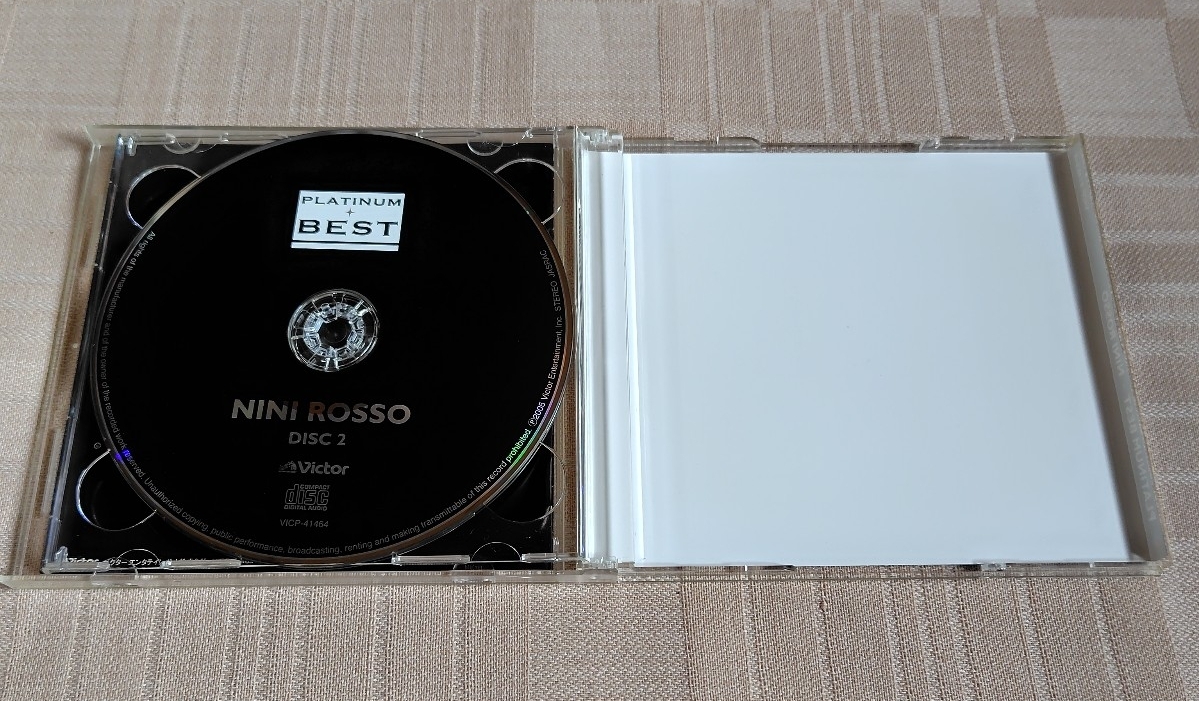 PLATINUM
BEST
NINI ROSSO
DISC 2
Victor
COMPACT
disc
DIGITAL AUDIO
VICP-41464
All rights of the manufacturer and of the owner of the recorded work reserved. Unauthorized copying, public performance, broadcasting, renting and making transmittable of this record prohibited. ℗2005 Victor Entertainment, Inc. STEREO JASRAC